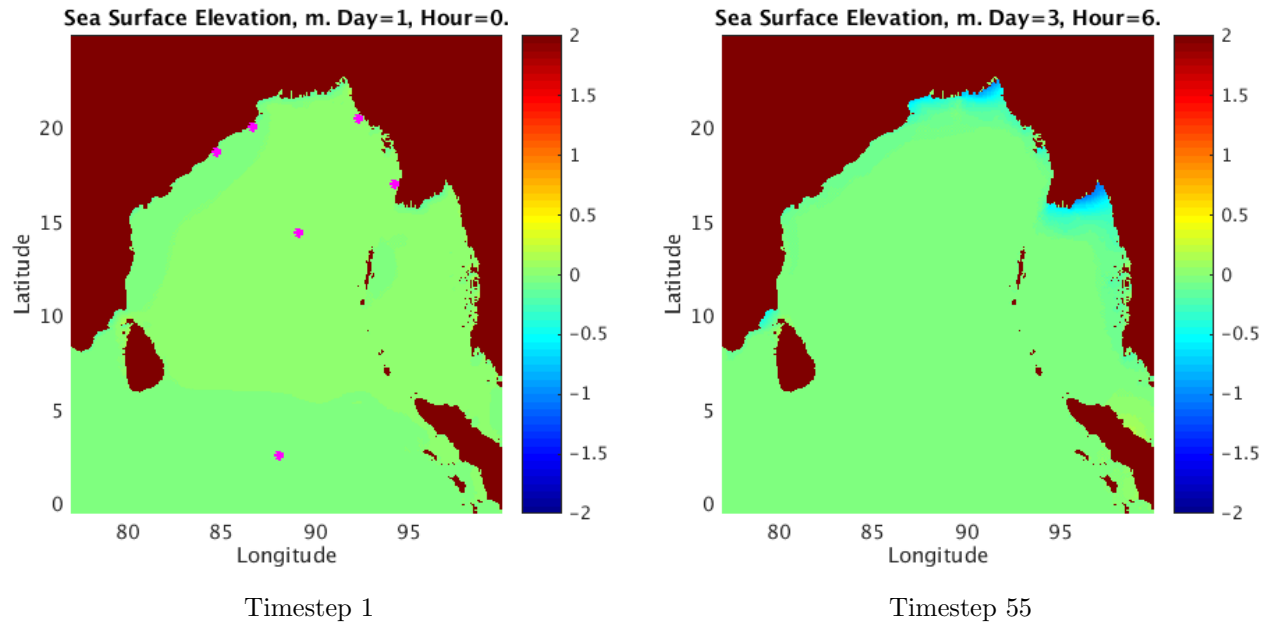 Sea Surface Elevation, m. Day=1, Hour=0.
2
1.5
1
0.5
0
-0.5
-1
-1.5
-2
20
15
10
5
0
Latitude
80 85 90 95
Longitude
Timestep 1
Sea Surface Elevation, m. Day=3, Hour=6.
2
1.5
1
0.5
0
-0.5
-1
-1.5
-2
20
15
10
5
0
Latitude
80 85 90 95
Longitude
Timestep 55